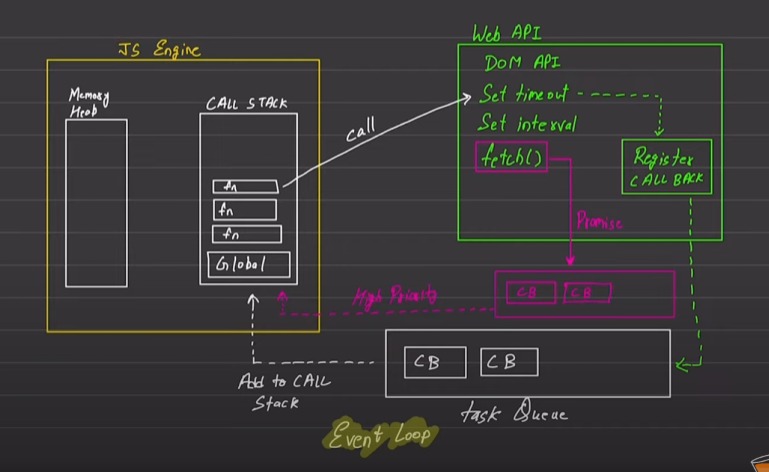 Web API
JS Engine
DOM API
Memory
Heap
CALL STACK
Set timeout
call
Set interval
fetch()
Register
CALL BACK
fn
fn
fn
Promise
Global
High Priority
CB
CB
CB
CB
Add to CALL
Stack
task Queue
Event Loop